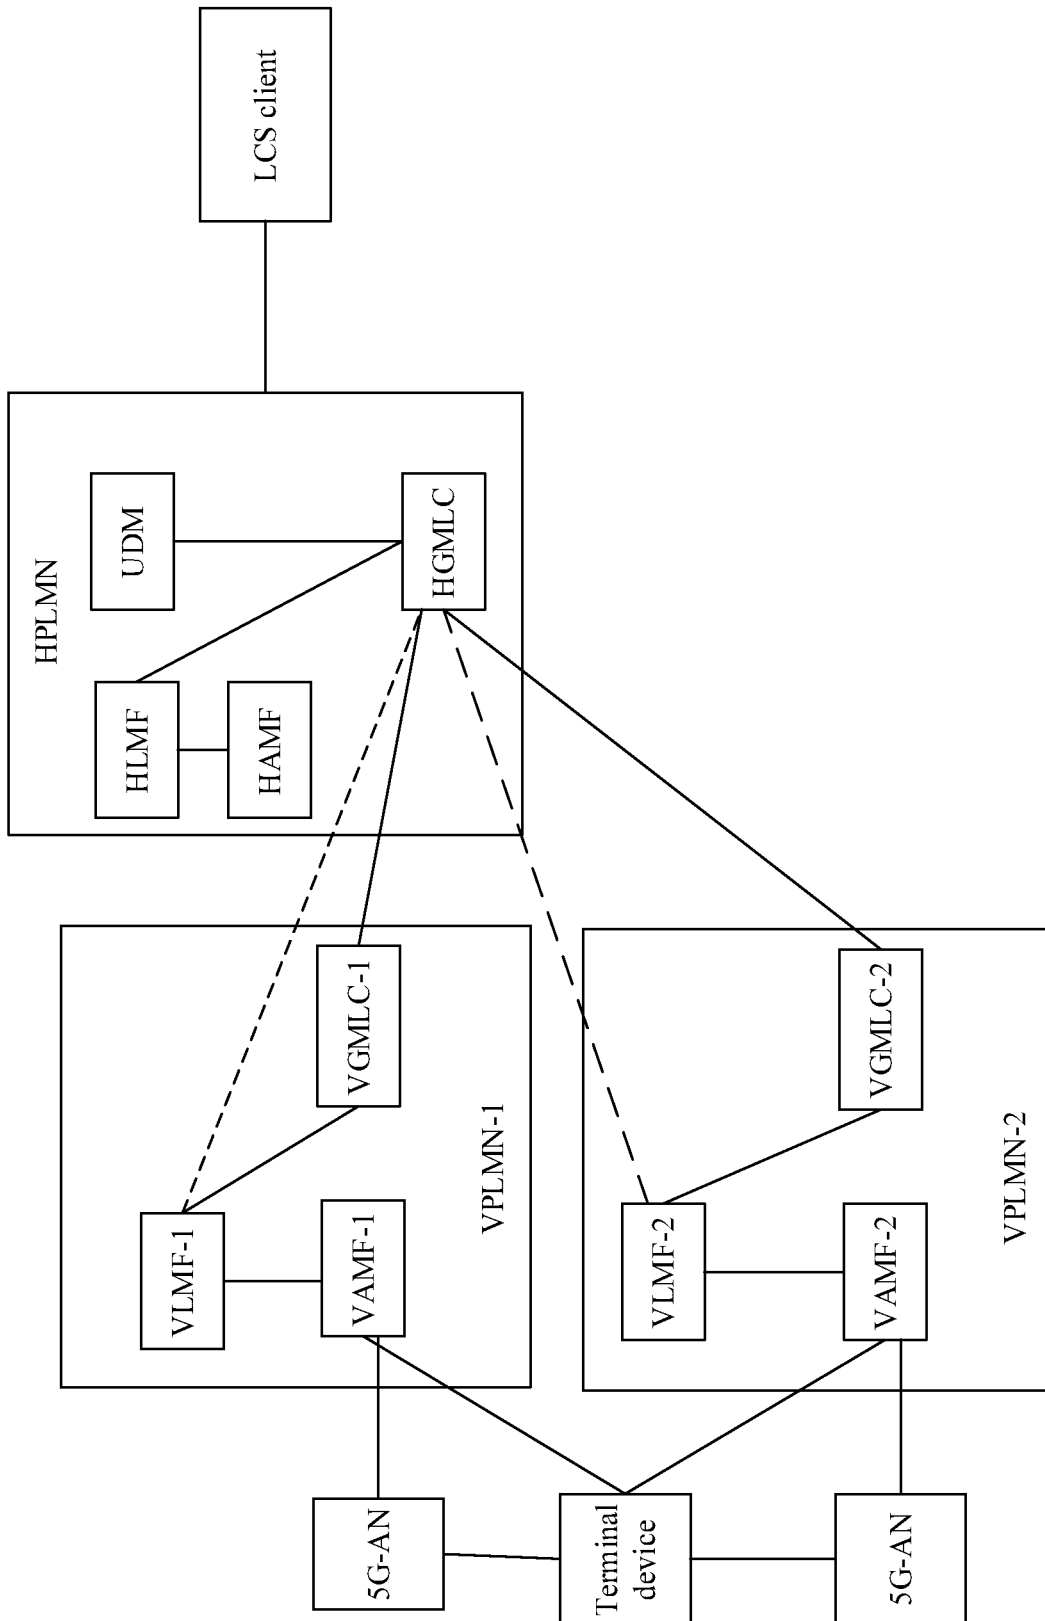 LCS client
HPLMN
UDM
HGMLC
HLMF
HAMF
VGMLC-1
VPLMN-1
VLMF-1
VAMF-1
VGMLC-2
VPLMN-2
VLMF-2
VAMF-2
5G-AN
Terminal
device
5G-AN